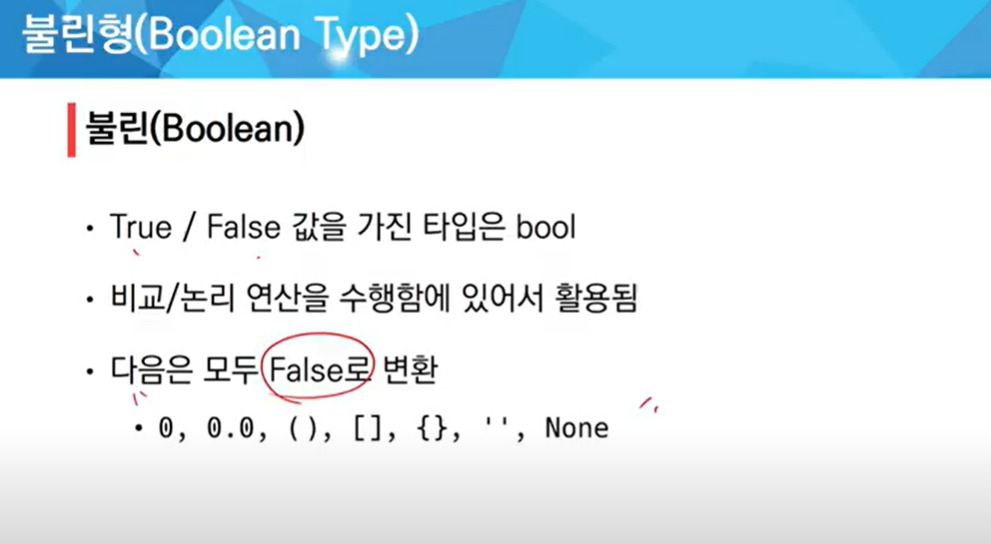 불린형(Boolean Type)
불린(Boolean)
• True / False 값을 가진 타입은 bool
• 비교/논리 연산을 수행함에 있어서 활용됨
• 다음은 모두 False로 변환
• 0, 0.0, (), [], {}, '', None